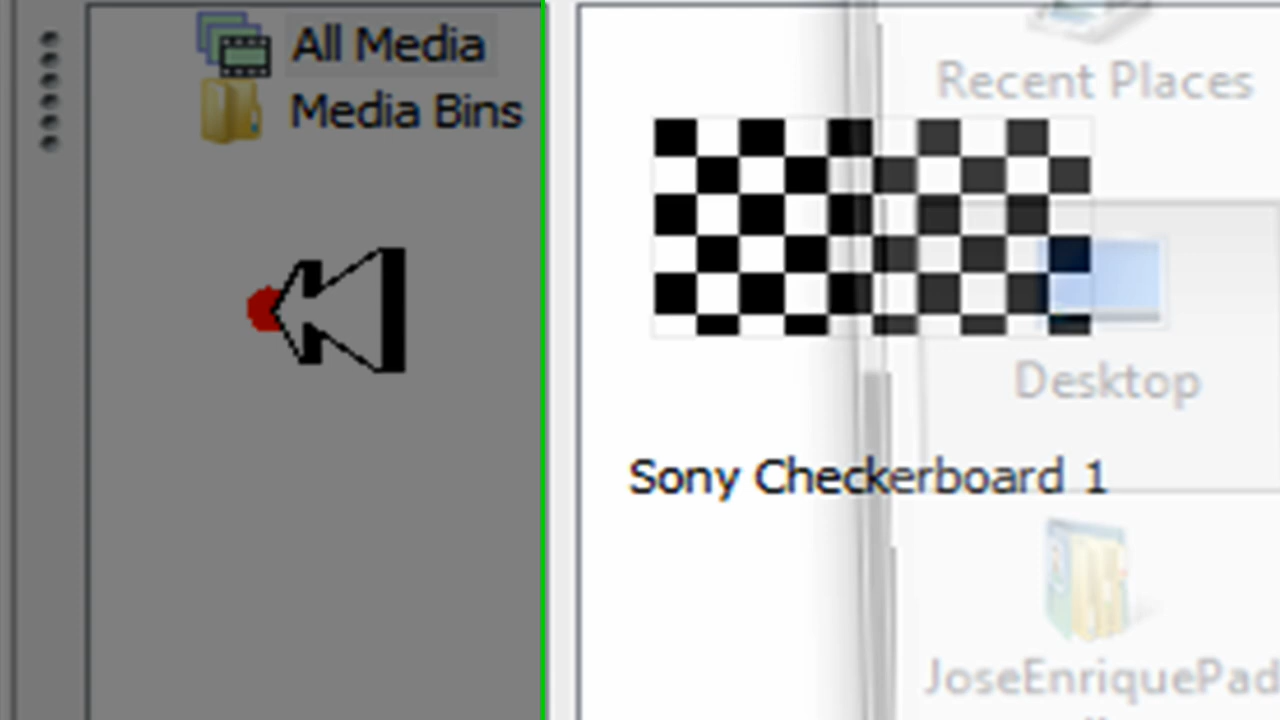 All Media
Media Bins
Recent Places
Desktop
Sony Checkerboard 1
JoseEnriquePad